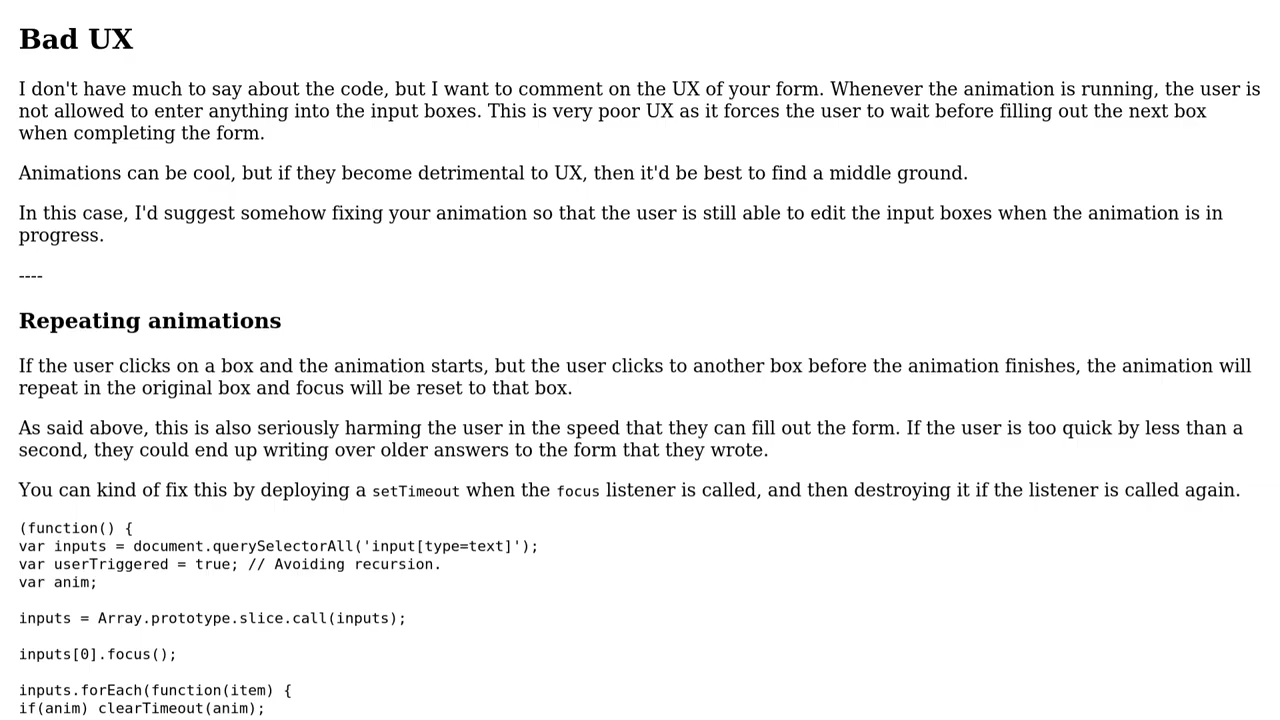 Bad UX
I don't have much to say about the code, but I want to comment on the UX of your form. Whenever the animation is running, the user is
not allowed to enter anything into the input boxes. This is very poor UX as it forces the user to wait before filling out the next box
when completing the form.
Animations can be cool, but if they become detrimental to UX, then it'd be best to find a middle ground.
In this case, I'd suggest somehow fixing your animation so that the user is still able to edit the input boxes when the animation is in
progress.
----
Repeating animations
If the user clicks on a box and the animation starts, but the user clicks to another box before the animation finishes, the animation will
repeat in the original box and focus will be reset to that box.
As said above, this is also seriously harming the user in the speed that they can fill out the form. If the user is too quick by less than a
second, they could end up writing over older answers to the form that they wrote.
You can kind of fix this by deploying a setTimeout when the focus listener is called, and then destroying it if the listener is called again.
(function() {
var inputs = document.querySelectorAll('input[type=text]');
var userTriggered = true; // Avoiding recursion.
var anim;
inputs = Array.prototype.slice.call(inputs);
inputs[0].focus();
inputs.forEach(function(item) {
if(anim) clearTimeout(anim);